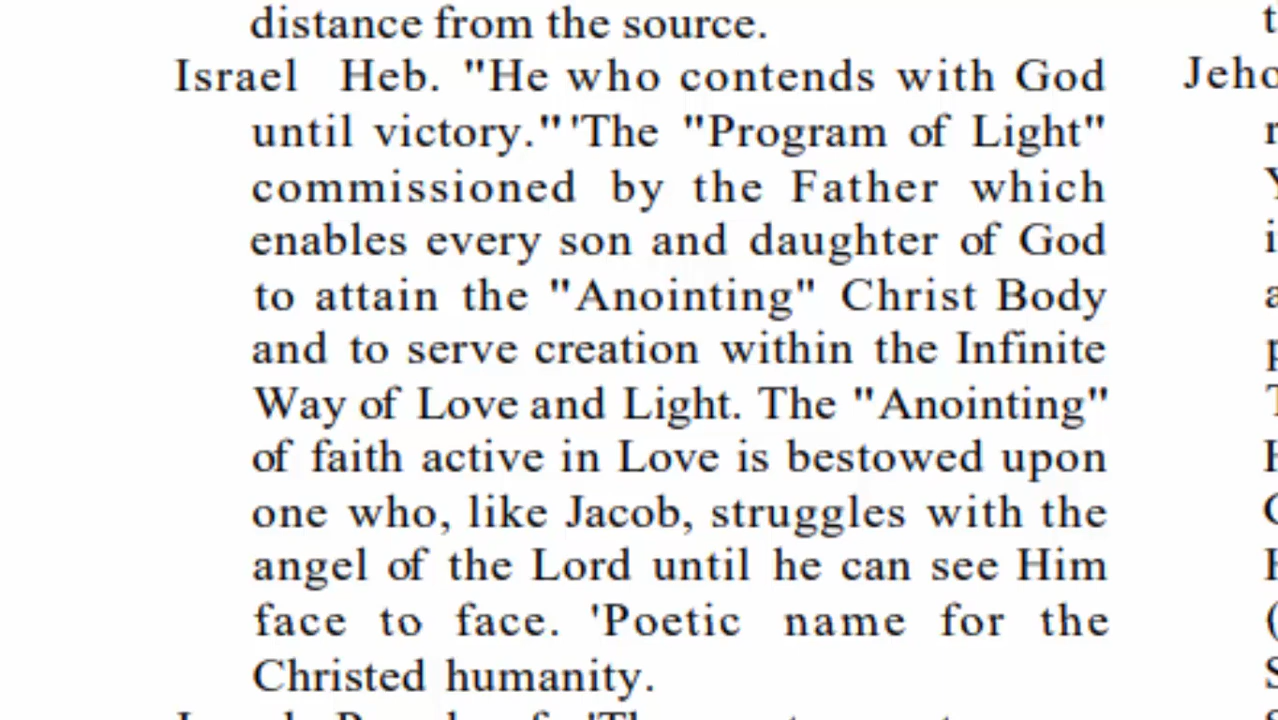 distance from the source.
Israel Heb. "He who contends with God
until victory." 'The "Program of Light"
commissioned by the Father which
enables every son and daughter of God
to attain the "Anointing" Christ Body
and to serve creation within the Infinite
Way of Love and Light. The "Anointing"
of faith active in Love is bestowed upon
one who, like Jacob, struggles with the
angel of the Lord until he can see Him
face to face. 'Poetic name for the
Christed humanity.